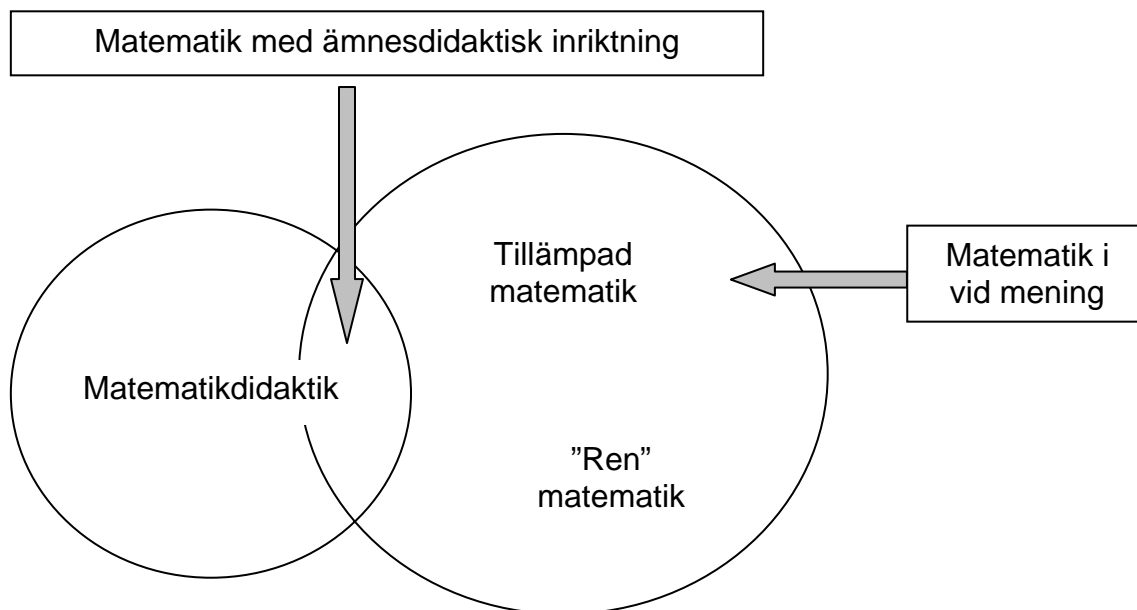 Matematik med ämnesdidaktisk inriktning
Tillämpad
matematik
Matematik i
vid mening
Matematikdidaktik
”Ren”
matematik